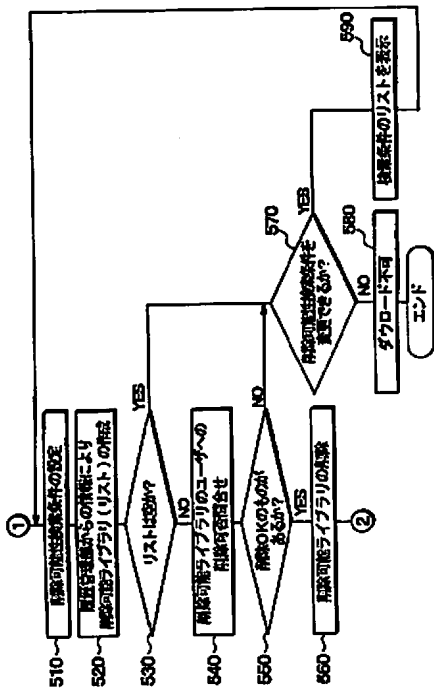 ①
510
削除可能性検索条件の設定
520
履歴管理部からの情報により
削除可能ライブラリ(リスト)の作成
530
リストは空か?
YES
NO
540
削除可能ライブラリのユーザへの
削除可否問合せ
550
削除OKのものが
あるか?
NO
YES
560
削除可能ライブラリの削除
②
570
削除可能性検索条件を
変更できるか?
YES
NO
580
ダウロード不可
エンド
590
検索条件のリストを表示